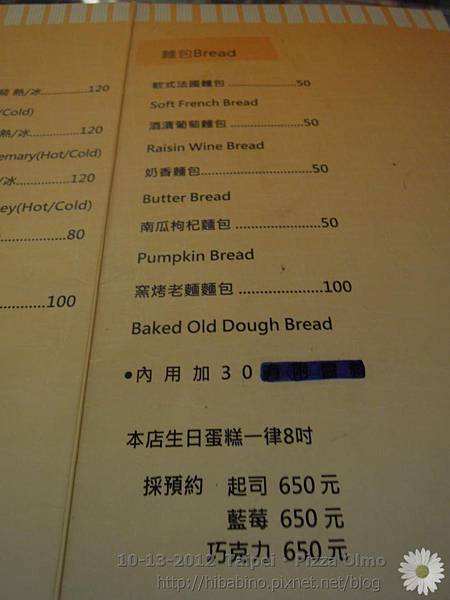 麵包Bread
熱/冰..................120
/Cold)
軟式法國麵包 ........................50
Soft French Bread
熱/冰..................120
酒漬葡萄麵包 ........................50
emary(Hot/Cold)
Raisin Wine Bread
/冰..................120
奶香麵包...............................50
ey(Hot/Cold)
Butter Bread
..................80
南瓜枸杞麵包 ........................50
Pumpkin Bread
..................100
窯烤老麵麵包 .....................100
Baked Old Dough Bread
●內 用 加 3 0
本店生日蛋糕一律8吋
採預約 起司 650元
藍莓 650元
巧克力 650元
10-13-2012 Taipei - Pizza Olmo
http://hibabino.pixnet.net/blog